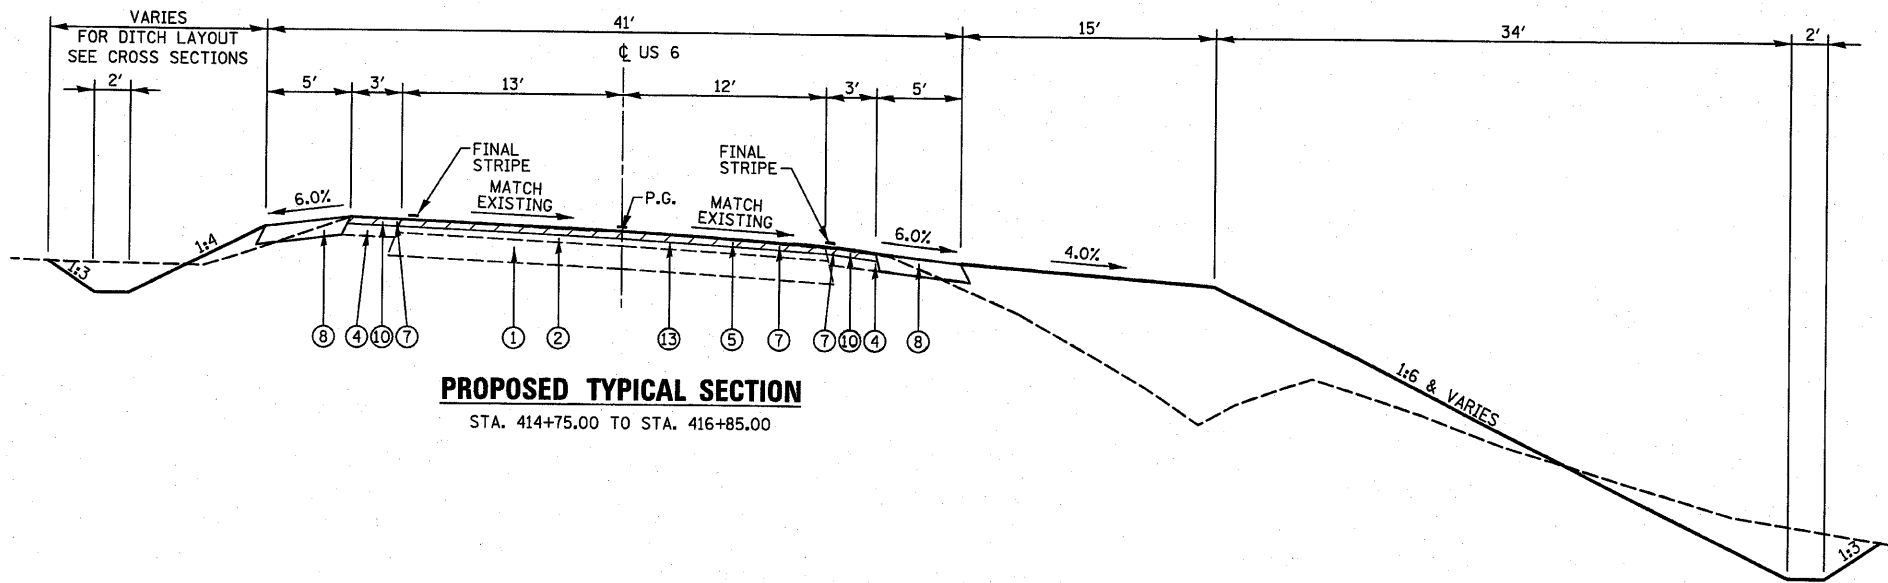 VARIES
FOR DITCH LAYOUT
SEE CROSS SECTIONS
41'
15'
34'
2'
℄ US 6
2'
5'
3'
13'
12'
3'
5'
FINAL
STRIPE
FINAL
STRIPE
6.0%
MATCH
EXISTING
P.G.
MATCH
EXISTING
6.0%
4.0%
1:4
1:3
8
4
10
7
1
2
13
5
7
7
10
4
8
1:6 & VARIES
1:3
PROPOSED TYPICAL SECTION
STA. 414+75.00 TO STA. 416+85.00